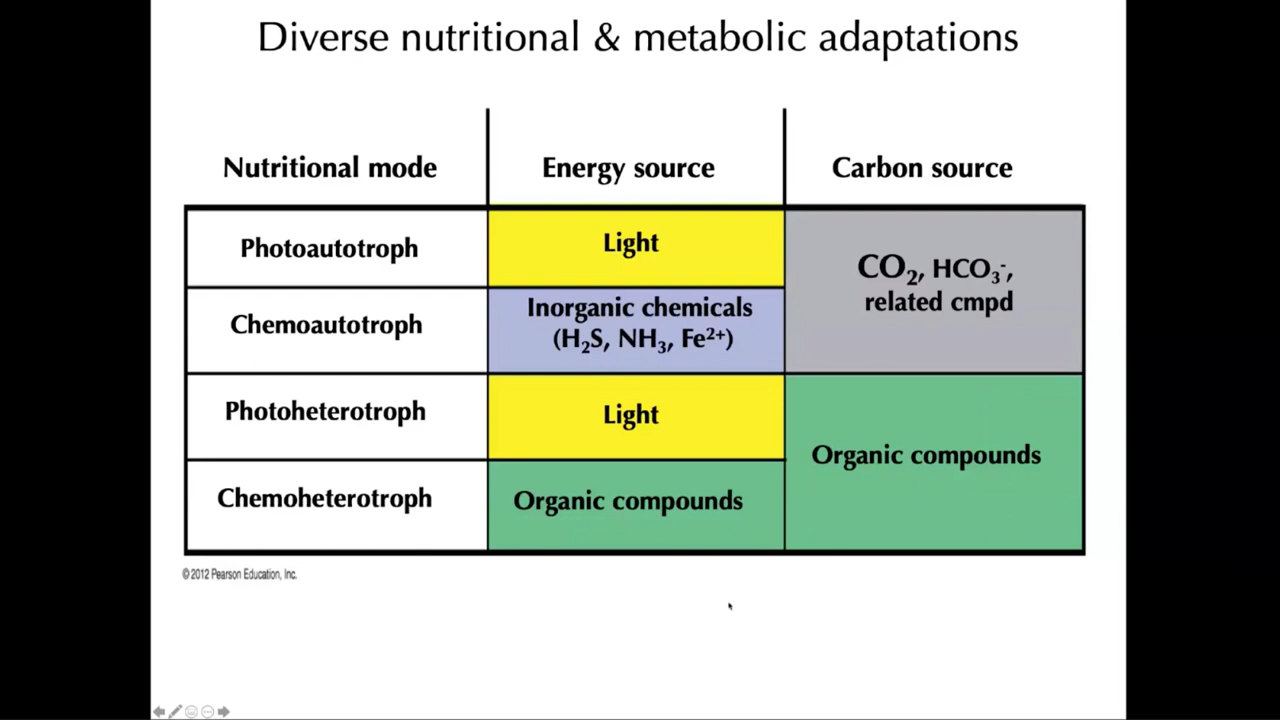 Diverse nutritional & metabolic adaptations
Nutritional mode
Energy source
Carbon source
Photoautotroph
Light
CO₂, HCO₃⁻,
related cmpd
Chemoautotroph
Inorganic chemicals
(H₂S, NH₃, Fe²⁺)
Photoheterotroph
Light
Organic compounds
Chemoheterotroph
Organic compounds
© 2012 Pearson Education, Inc.